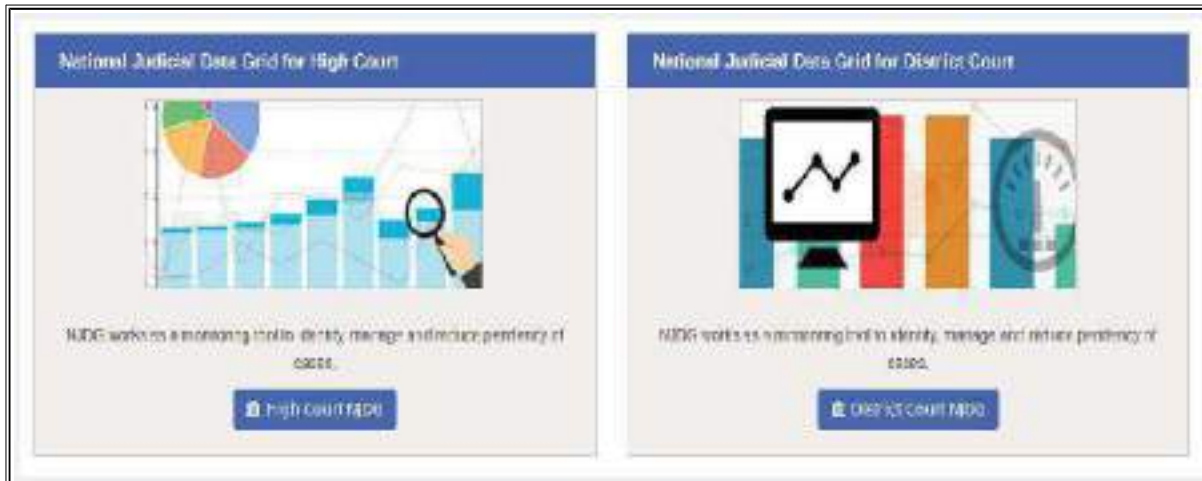 National Judicial Data Grid for High Court
NJDG works as a monitoring tool to identify, manage and reduce pendency of
cases.
High Court NJDG
National Judicial Data Grid for District Court
NJDG works as a monitoring tool to identify, manage and reduce pendency of
cases.
District Court NJDG